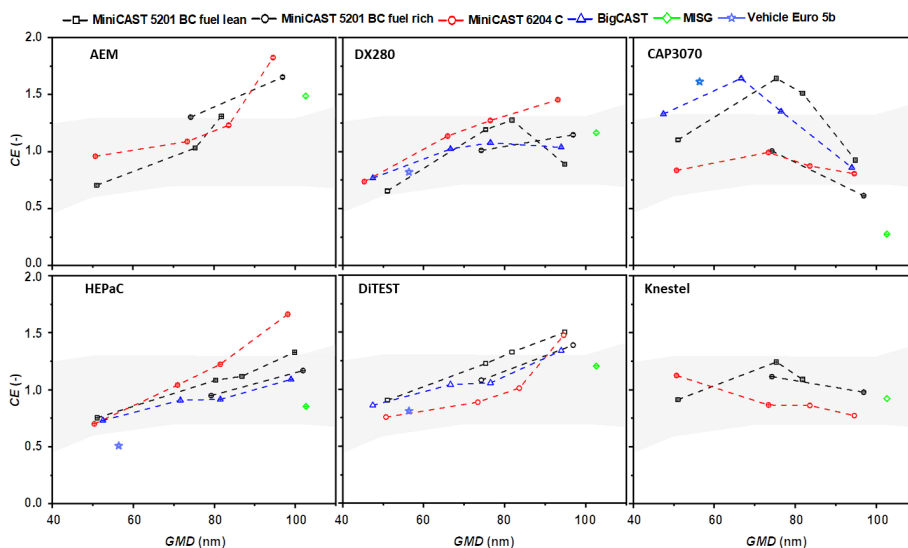 MiniCAST 5201 BC fuel lean MiniCAST 5201 BC fuel rich MiniCAST 6204 C BigCAST MISG Vehicle Euro 5b
AEM DX280 CAP3070
2.0
1.5
1.0
0.5
0.0
CE (-)
HEPaC DiTEST Knestel
2.0
1.5
1.0
0.5
0.0
CE (-)
40 60 80 100 40 60 80 100 40 60 80 100
GMD (nm) GMD (nm) GMD (nm)